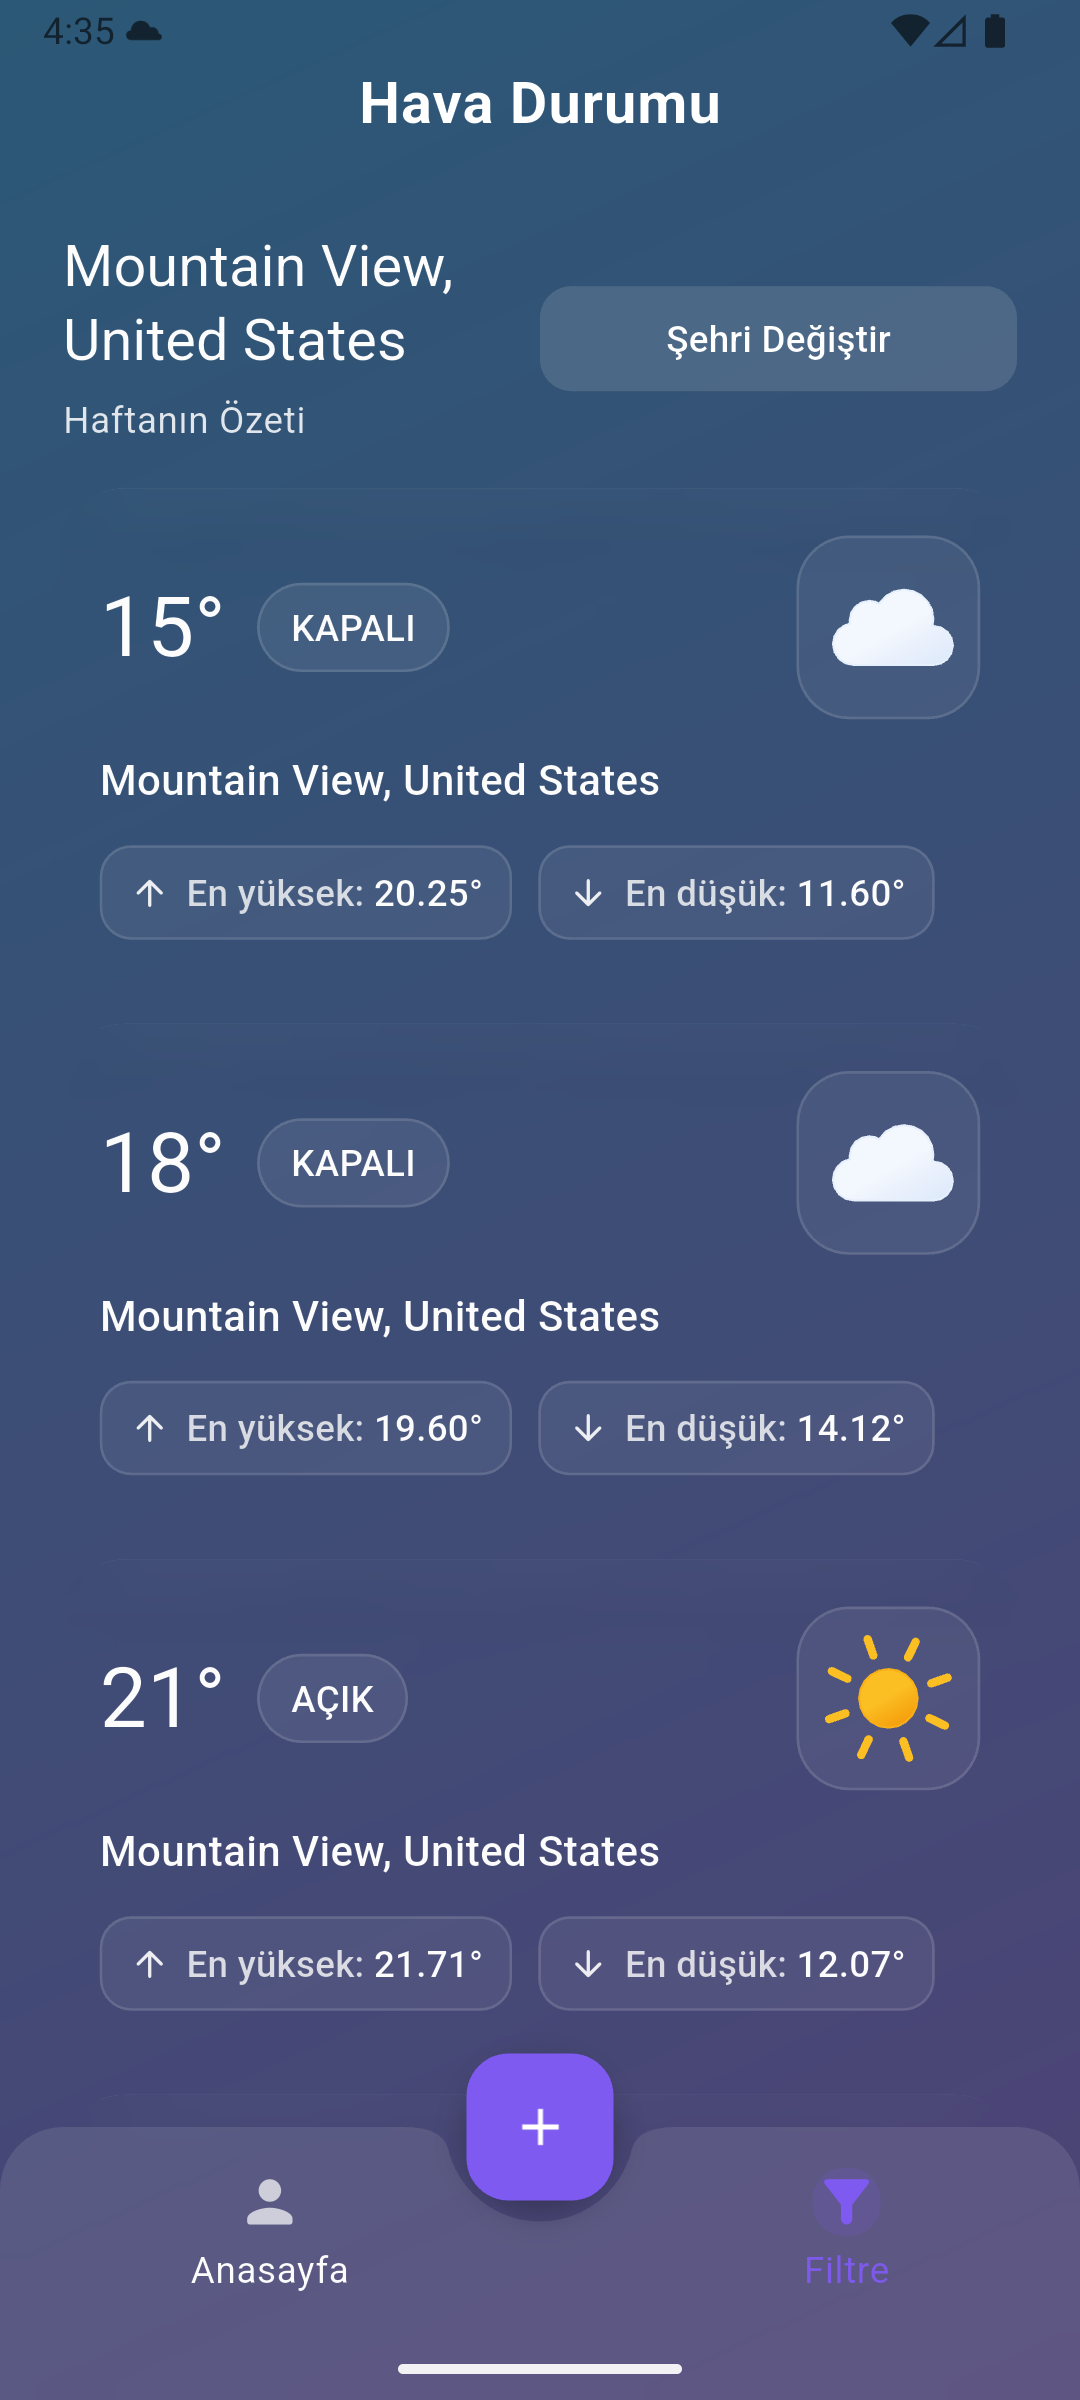 4:35
Hava Durumu
Mountain View,
United States
Şehri Değiştir
Haftanın Özeti
15° KAPALI
Mountain View, United States
En yüksek: 20.25° En düşük: 11.60°
18° KAPALI
Mountain View, United States
En yüksek: 19.60° En düşük: 14.12°
21° AÇIK
Mountain View, United States
En yüksek: 21.71° En düşük: 12.07°
Anasayfa Filtre